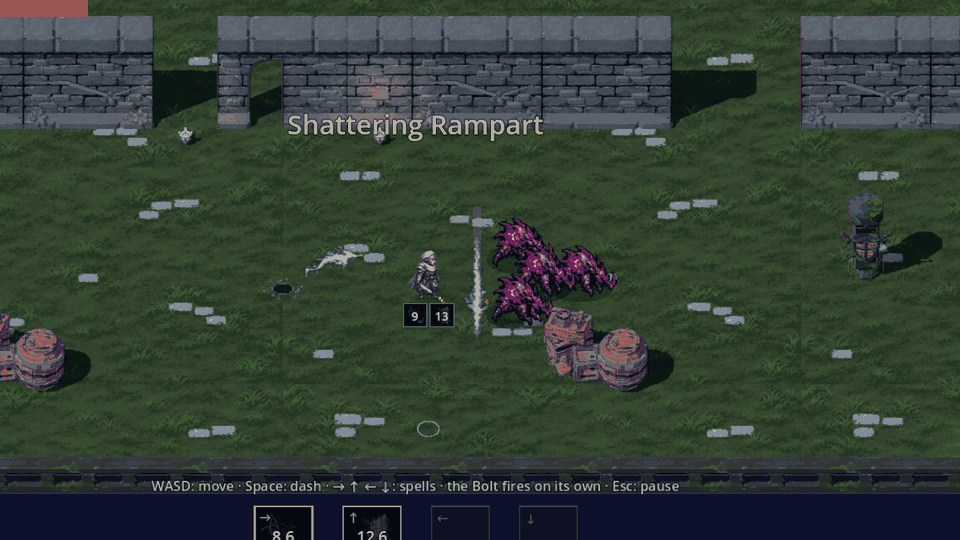 Shattering Rampart
9 13
WASD: move · Space: dash · → ↑ ← ↓: spells · the Bolt fires on its own · Esc: pause
→ ↑ ← ↓
8.6 12.6